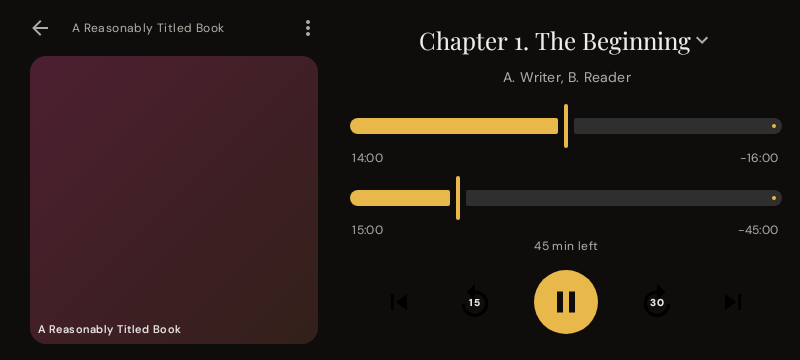 A Reasonably Titled Book
A Reasonably Titled Book
Chapter 1. The Beginning
A. Writer, B. Reader
14:00
-16:00
15:00
-45:00
45 min left
15
30